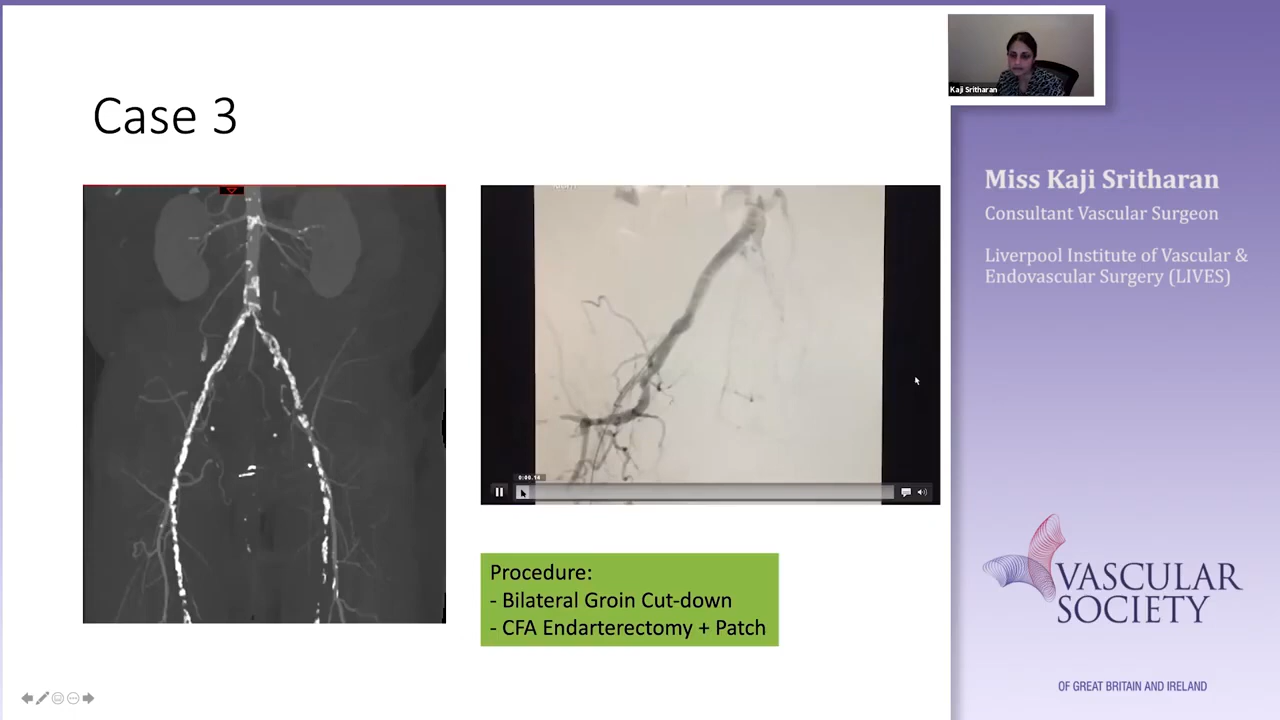 Case 3
Kaji Sritharan
Miss Kaji Sritharan
Consultant Vascular Surgeon
Liverpool Institute of Vascular &
Endovascular Surgery (LIVES)
Procedure:
- Bilateral Groin Cut-down
- CFA Endarterectomy + Patch
VASCULAR
SOCIETY
OF GREAT BRITAIN AND IRELAND